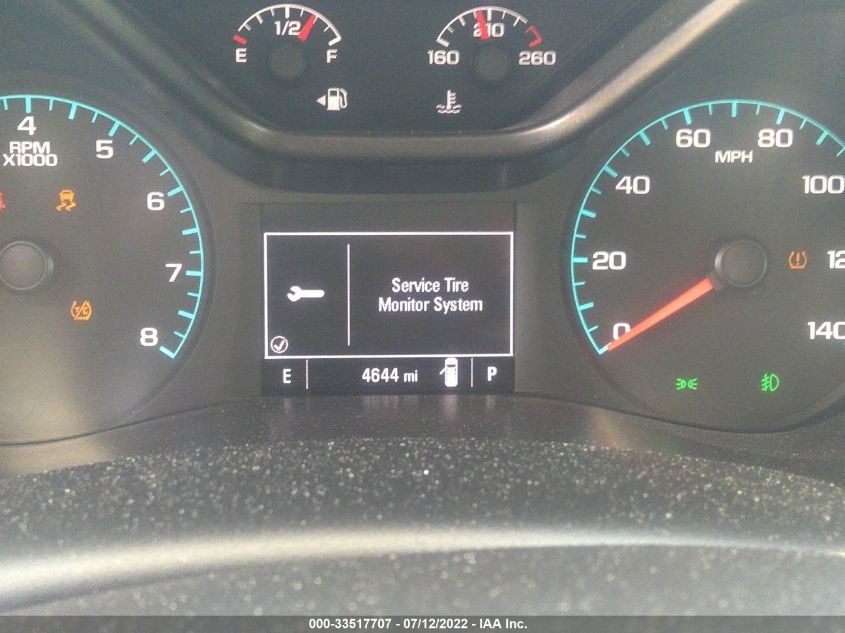 1/2
E F
210
160 260
4
5
RPM
X1000
6
7
8
T/C
60 80
MPH
40 100
20 12
0 140
Service Tire
Monitor System
E 4644 mi P
000-33517707 - 07/12/2022 - IAA Inc.